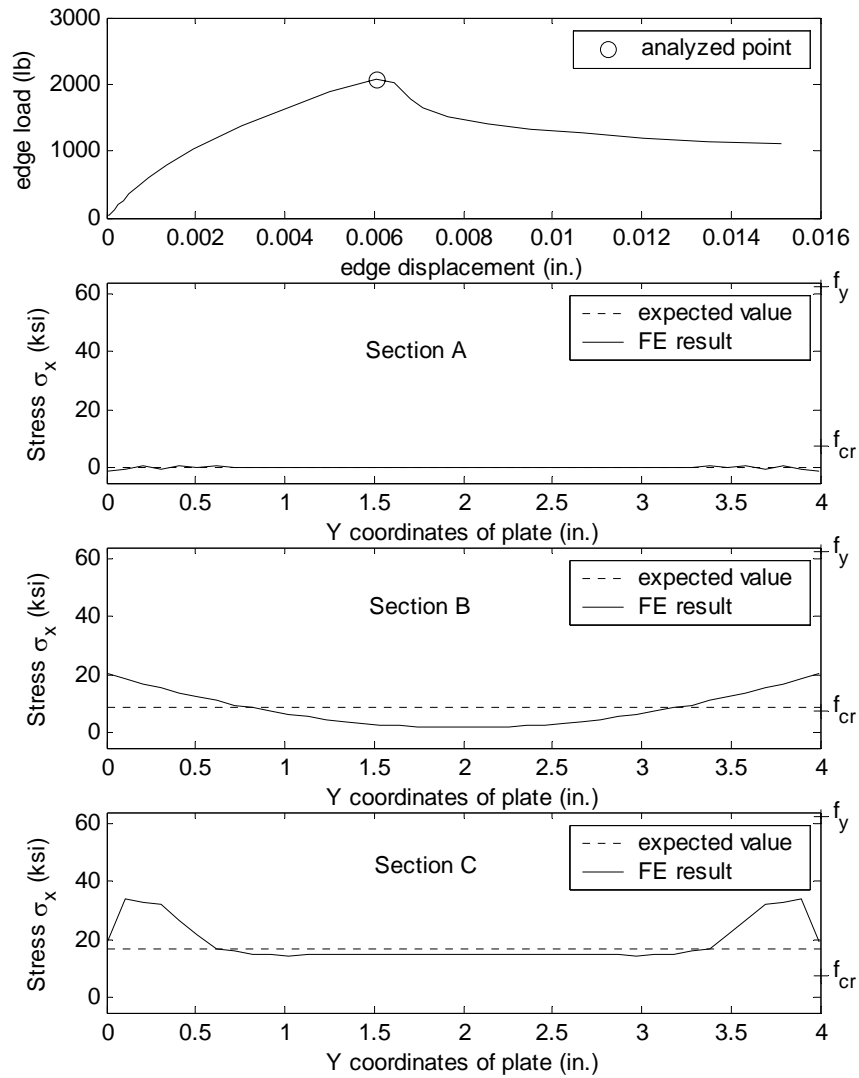 3000
2000
1000
0
edge load (lb)
analyzed point
0 0.002 0.004 0.006 0.008 0.01 0.012 0.014 0.016
edge displacement (in.)
60
40
20
0
Stress σx (ksi)
Section A
expected value
FE result
fy
fcr
0 0.5 1 1.5 2 2.5 3 3.5 4
Y coordinates of plate (in.)
60
40
20
0
Stress σx (ksi)
Section B
expected value
FE result
fy
fcr
0 0.5 1 1.5 2 2.5 3 3.5 4
Y coordinates of plate (in.)
60
40
20
0
Stress σx (ksi)
Section C
expected value
FE result
fy
fcr
0 0.5 1 1.5 2 2.5 3 3.5 4
Y coordinates of plate (in.)